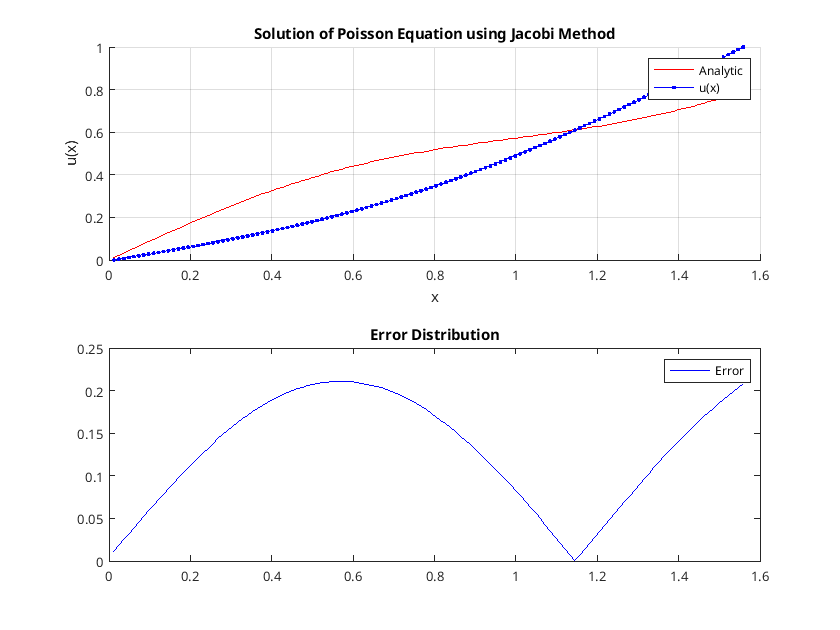 Solution of Poisson Equation using Jacobi Method
1
0.8
0.6
0.4
0.2
0
u(x)
Analytic
u(x)
0 0.2 0.4 0.6 0.8 1 1.2 1.4 1.6
x
Error Distribution
0.25
0.2
0.15
0.1
0.05
0
Error
0 0.2 0.4 0.6 0.8 1 1.2 1.4 1.6